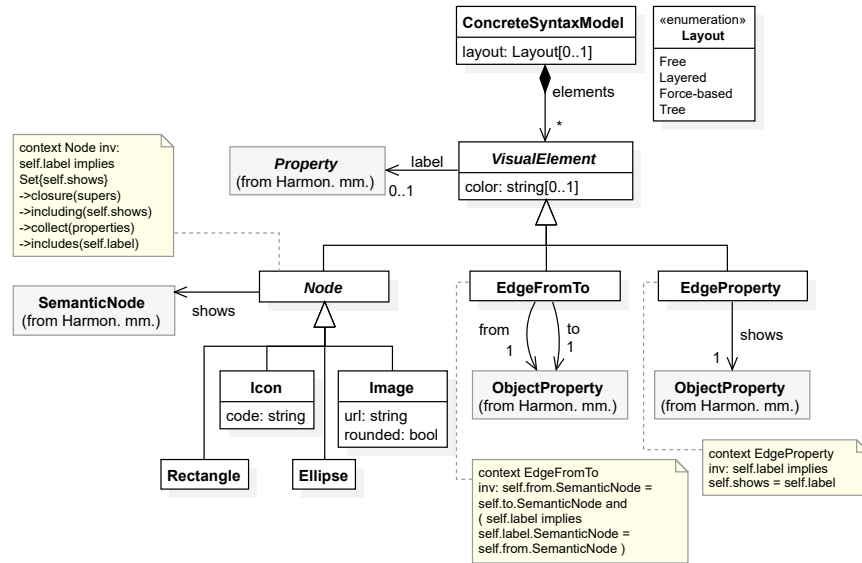 ConcreteSyntaxModel
layout: Layout[0..1]
«enumeration»
Layout
Free
Layered
Force-based
Tree
elements
*
context Node inv:
self.label implies
Set{self.shows}
->closure(supers)
->including(self.shows)
->collect(properties)
->includes(self.label)
Property
(from Harmon. mm.)
label
0..1
VisualElement
color: string[0..1]
Node
EdgeFromTo
EdgeProperty
SemanticNode
(from Harmon. mm.)
shows
from
1
to
1
shows
1
Icon
code: string
Image
url: string
rounded: bool
ObjectProperty
(from Harmon. mm.)
ObjectProperty
(from Harmon. mm.)
Rectangle
Ellipse
context EdgeFromTo
inv: self.from.SemanticNode =
self.to.SemanticNode and
( self.label implies
self.label.SemanticNode =
self.from.SemanticNode )
context EdgeProperty
inv: self.label implies
self.shows = self.label